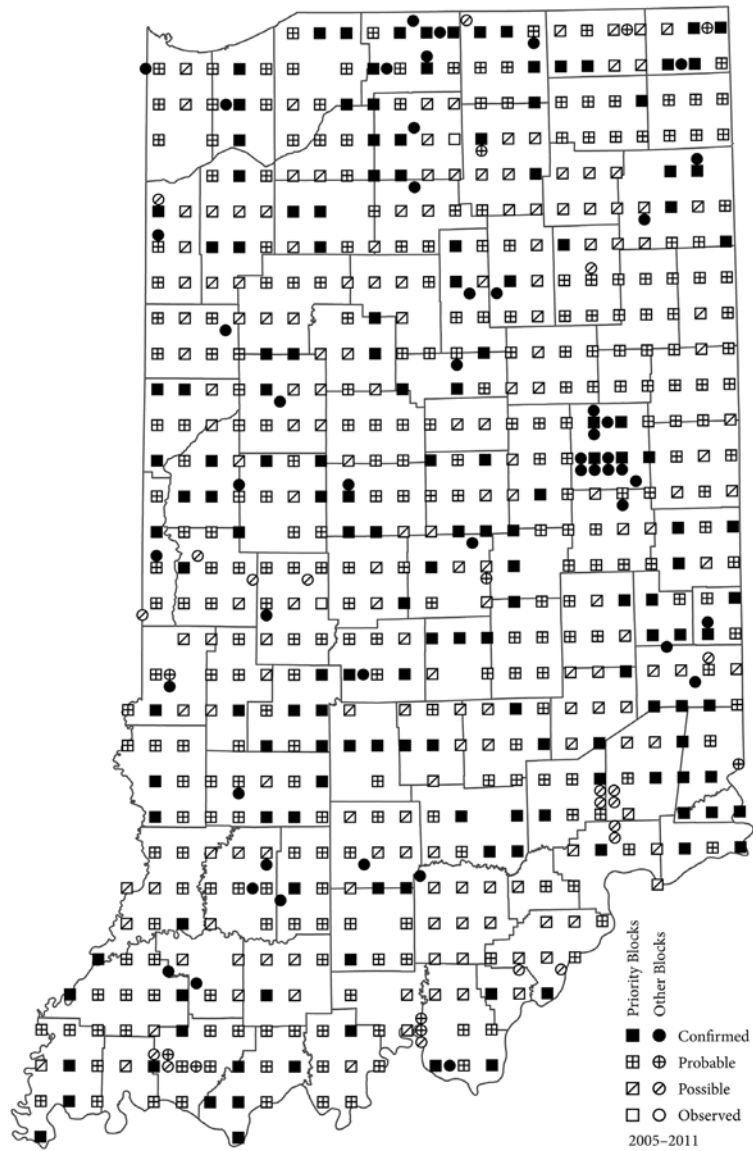 Priority Blocks
Other Blocks
Confirmed
Probable
Possible
Observed
2005–2011